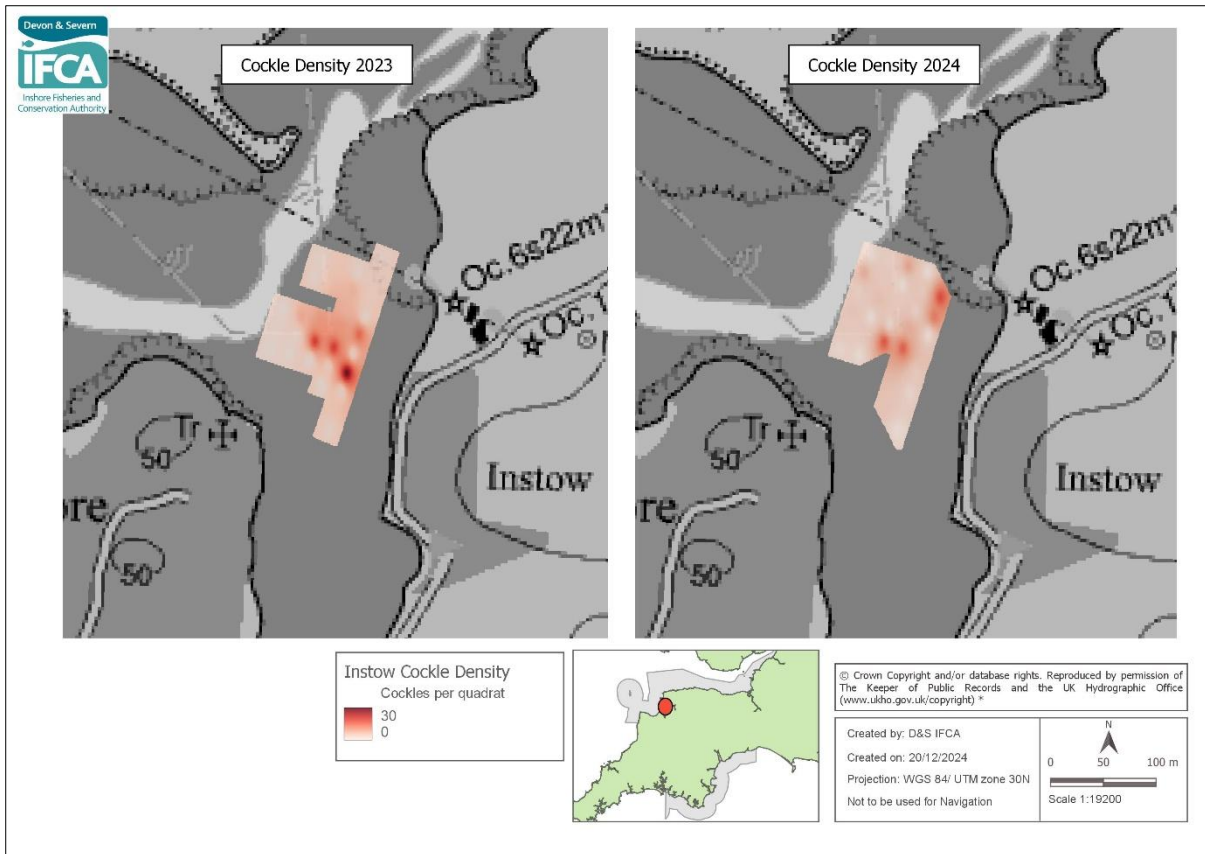 Devon & Severn
IFCA
Inshore Fisheries and
Conservation Authority
Cockle Density 2023
Oc.6s22m
Oc.
Tr
50
ore
50
Instow
Cockle Density 2024
Oc.6s22m
Oc.
Tr
50
ore
50
Instow
Instow Cockle Density
Cockles per quadrat
30
0
© Crown Copyright and/or database rights. Reproduced by permission of
The Keeper of Public Records and the UK Hydrographic Office
(www.ukho.gov.uk/copyright) *
Created by: D&S IFCA
Created on: 20/12/2024
Projection: WGS 84/ UTM zone 30N
Not to be used for Navigation
N
0 50 100 m
Scale 1:19200